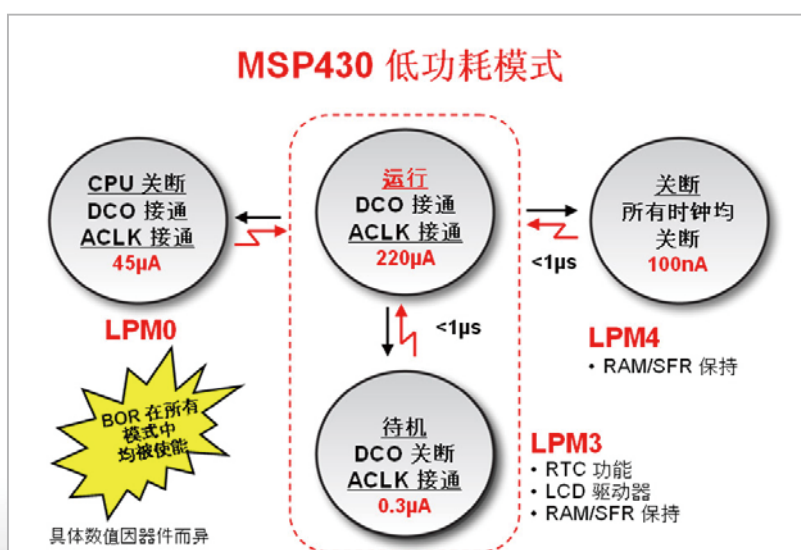 MSP430 低功耗模式
CPU 关断
DCO 接通
ACLK 接通
45µA
LPM0
运行
DCO 接通
ACLK 接通
220µA
<1µs
关断
所有时钟均
关断
100nA
<1µs
LPM4
• RAM/SFR 保持
BOR 在所有
模式中
均被使能
待机
DCO 关断
ACLK 接通
0.3µA
LPM3
• RTC 功能
• LCD 驱动器
• RAM/SFR 保持
具体数值因器件而异